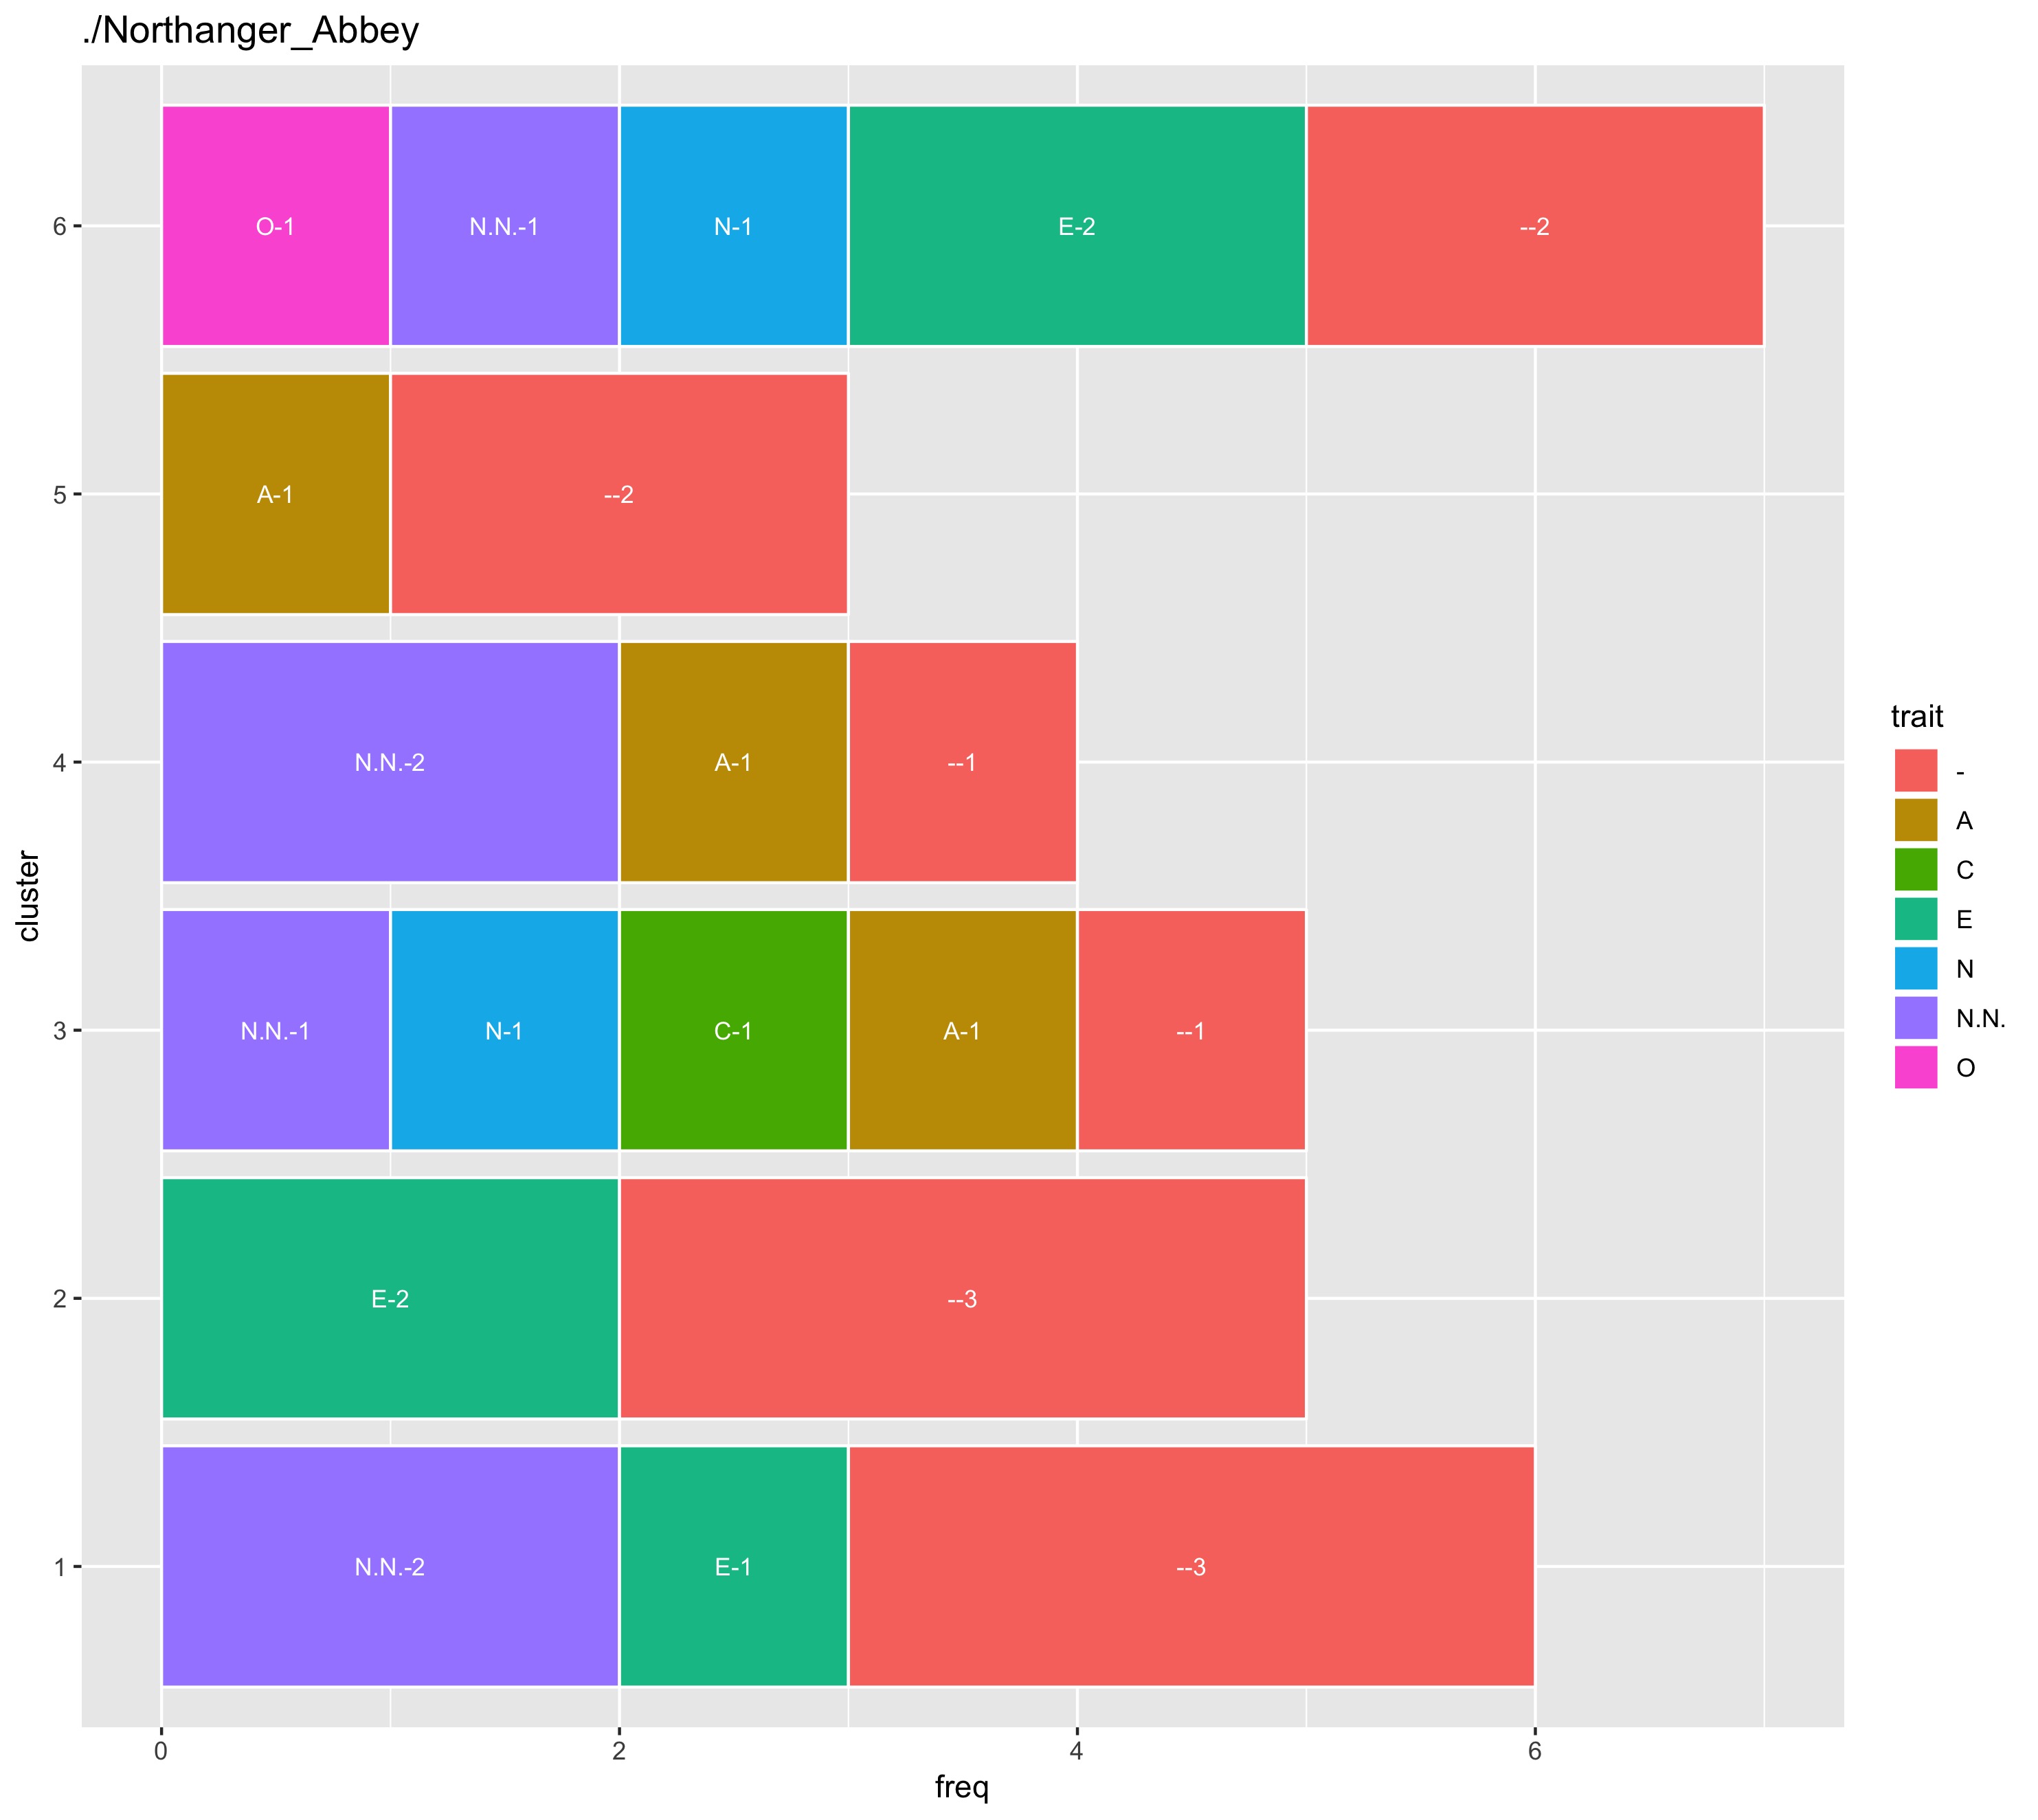 ./Northanger_Abbey
cluster
6
O-1 N.N.-1 N-1 E-2 --2
5
A-1 --2
4
N.N.-2 A-1 --1
3
N.N.-1 N-1 C-1 A-1 --1
2
E-2 --3
1
N.N.-2 E-1 --3
0 2 4 6
freq
trait
-
A
C
E
N
N.N.
O